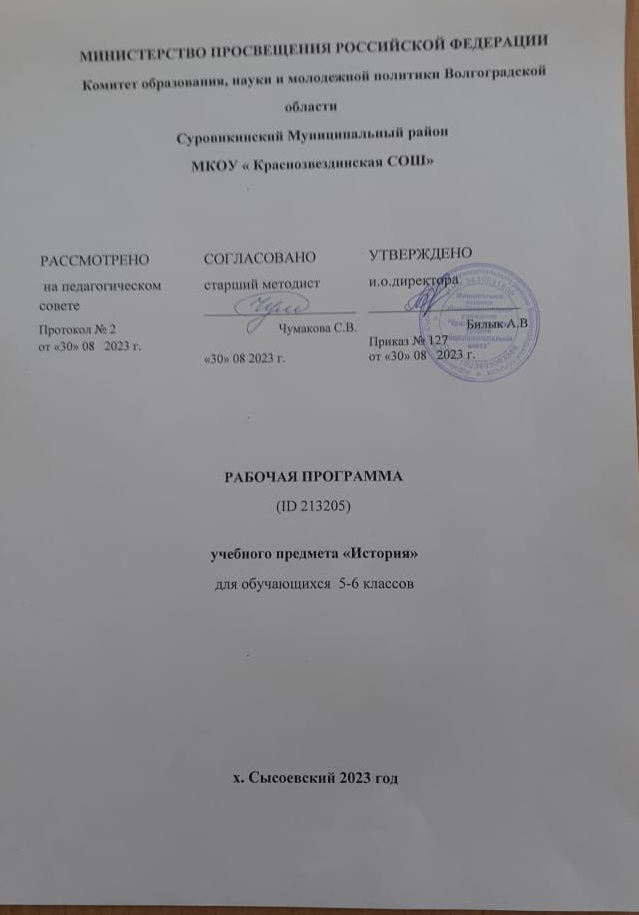 МИНИСТЕРСТВО ПРОСВЕЩЕНИЯ РОССИЙСКОЙ ФЕДЕРАЦИИ
Комитет образования, науки и молодежной политики Волгоградской
области
Суровикинский Муниципальный район
МКОУ « Краснозвездинская СОШ»
РАССМОТРЕНО
на педагогическом
совете
Протокол № 2
от «30» 08 2023 г.
СОГЛАСОВАНО
старший методист
Чумакова С.В.
«30» 08 2023 г.
УТВЕРЖДЕНО
и.о.директора
Билык А.В
Приказ № 127
от «30» 08 2023 г.
РАБОЧАЯ ПРОГРАММА
(ID 213205)
учебного предмета «История»
для обучающихся 5-6 классов
х. Сысоевский 2023 год